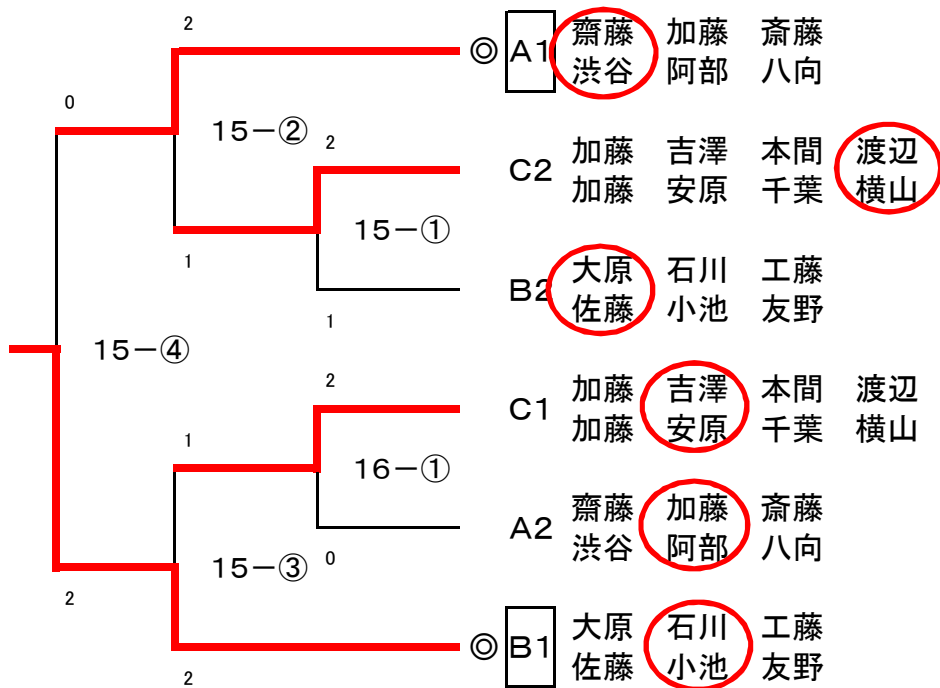 2
◎ A1 齋藤 加藤 斎藤
渋谷 阿部 八向
0
15-②
2
C2 加藤 吉澤 本間 渡辺
加藤 安原 千葉 横山
15-①
1
B2 大原 石川 工藤
佐藤 小池 友野
1
15-④
2
C1 加藤 吉澤 本間 渡辺
加藤 安原 千葉 横山
1
16-①
A2 齋藤 加藤 斎藤
渋谷 阿部 八向
0
15-③
2
◎ B1 大原 石川 工藤
佐藤 小池 友野
2